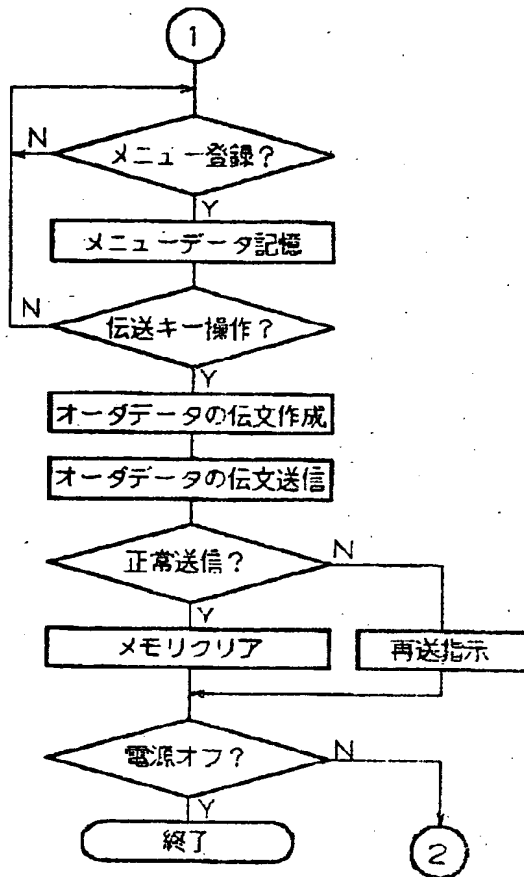 1
N
メニュー登録?
Y
メニューデータ記憶
N
伝送キー操作?
Y
オーダデータの伝文作成
オーダデータの伝文送信
正常送信?
N
Y
メモリクリア
再送指示
電源オフ?
N
Y
終了
2